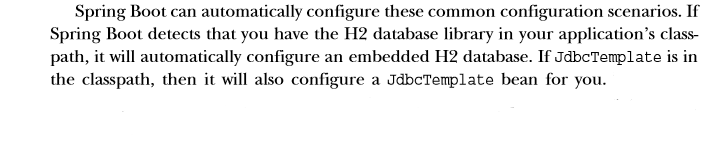 Spring Boot can automatically configure these common configuration scenarios. If
Spring Boot detects that you have the H2 database library in your application's class-
path, it will automatically configure an embedded H2 database. If JdbcTemplate is in
the classpath, then it will also configure a JdbcTemplate bean for you.